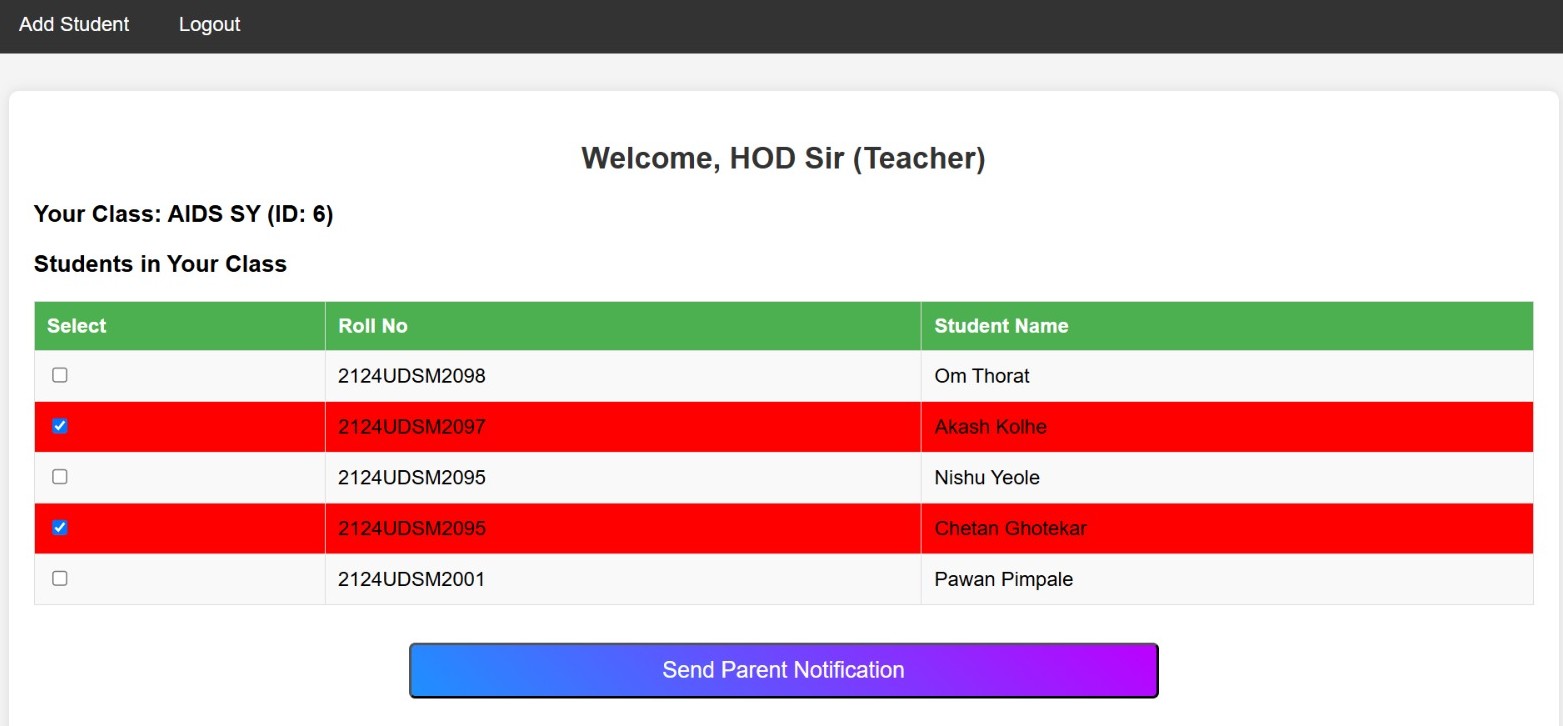 Add Student Logout
Welcome, HOD Sir (Teacher)
Your Class: AIDS SY (ID: 6)
Students in Your Class
Select Roll No Student Name
2124UDSM2098 Om Thorat
2124UDSM2097 Akash Kolhe
2124UDSM2095 Nishu Yeole
2124UDSM2095 Chetan Ghotekar
2124UDSM2001 Pawan Pimpale
Send Parent Notification